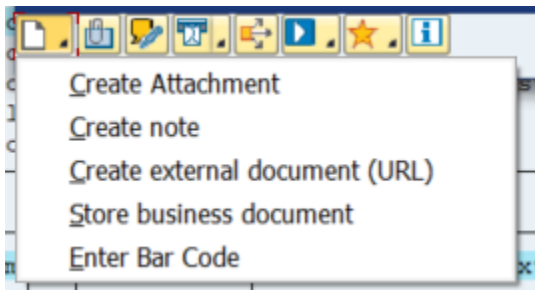 Create Attachment
Create note
Create external document (URL)
Store business document
Enter Bar Code